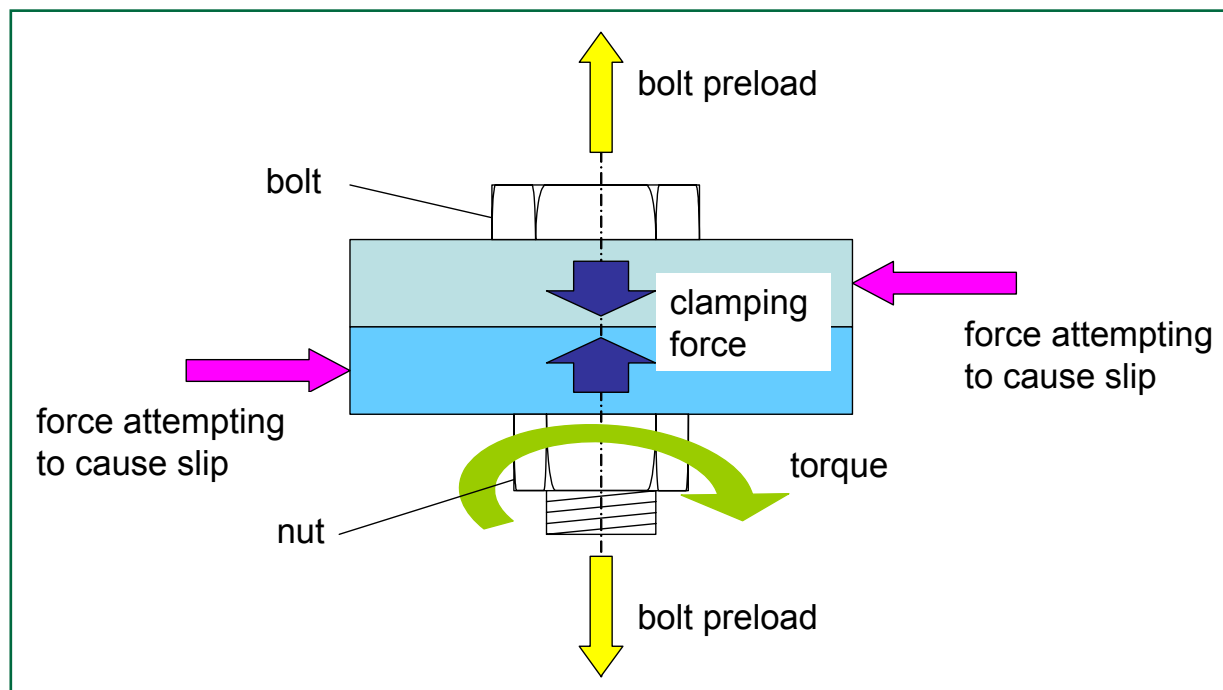 bolt preload
bolt
clamping
force
force attempting
to cause slip
force attempting
to cause slip
torque
nut
bolt preload